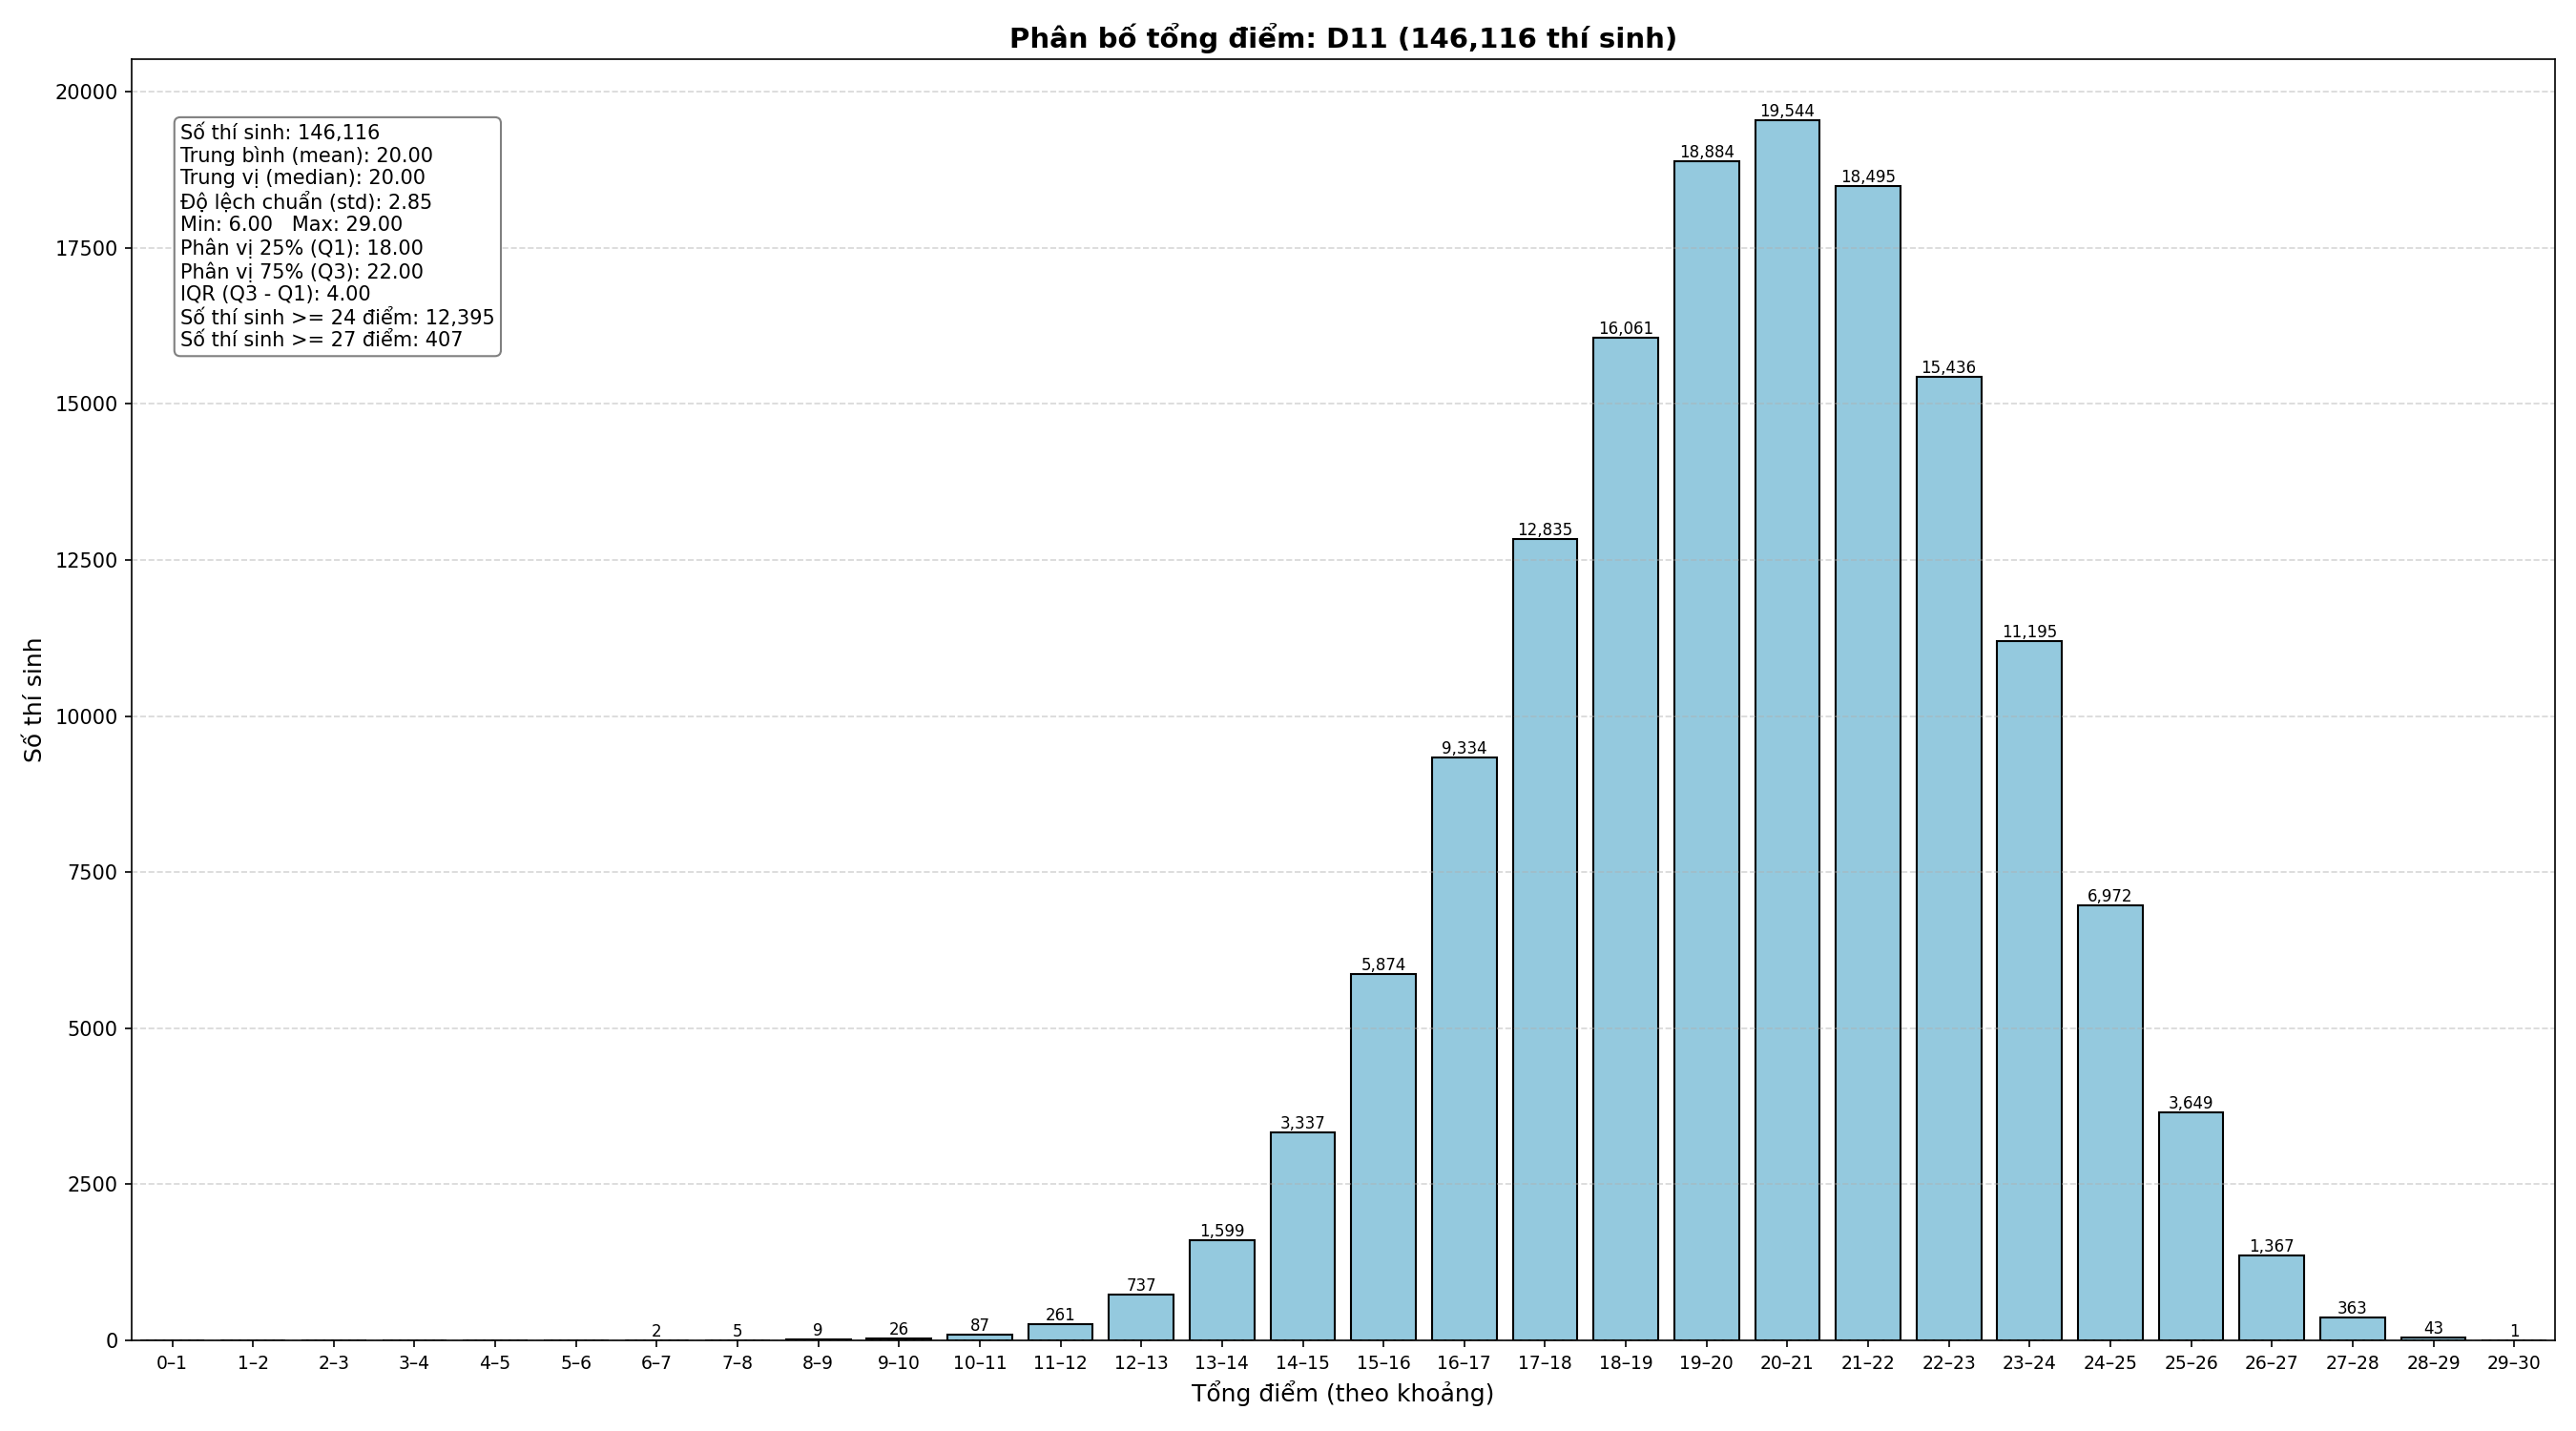 Phân bố tổng điểm: D11 (146,116 thí sinh)
Số thí sinh: 146,116
Trung bình (mean): 20.00
Trung vị (median): 20.00
Độ lệch chuẩn (std): 2.85
Min: 6.00   Max: 29.00
Phân vị 25% (Q1): 18.00
Phân vị 75% (Q3): 22.00
IQR (Q3 - Q1): 4.00
Số thí sinh >= 24 điểm: 12,395
Số thí sinh >= 27 điểm: 407
Số thí sinh
20000
17500
15000
12500
10000
7500
5000
2500
0
2
5
9
26
87
261
737
1,599
3,337
5,874
9,334
12,835
16,061
18,884
19,544
18,495
15,436
11,195
6,972
3,649
1,367
363
43
1
0–1 1–2 2–3 3–4 4–5 5–6 6–7 7–8 8–9 9–10 10–11 11–12 12–13 13–14 14–15 15–16 16–17 17–18 18–19 19–20 20–21 21–22 22–23 23–24 24–25 25–26 26–27 27–28 28–29 29–30
Tổng điểm (theo khoảng)